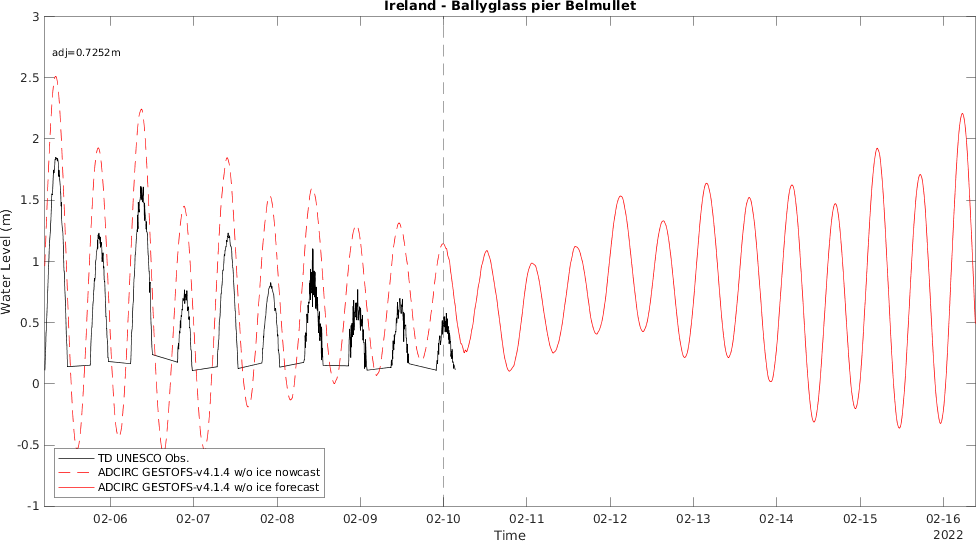 Ireland - Ballyglass pier Belmullet
adj=0.7252m
Water Level (m)
3
2.5
2
1.5
1
0.5
0
-0.5
-1
TD UNESCO Obs.
ADCIRC GESTOFS-v4.1.4 w/o ice nowcast
ADCIRC GESTOFS-v4.1.4 w/o ice forecast
02-06 02-07 02-08 02-09 02-10 02-11 02-12 02-13 02-14 02-15 02-16
2022
Time